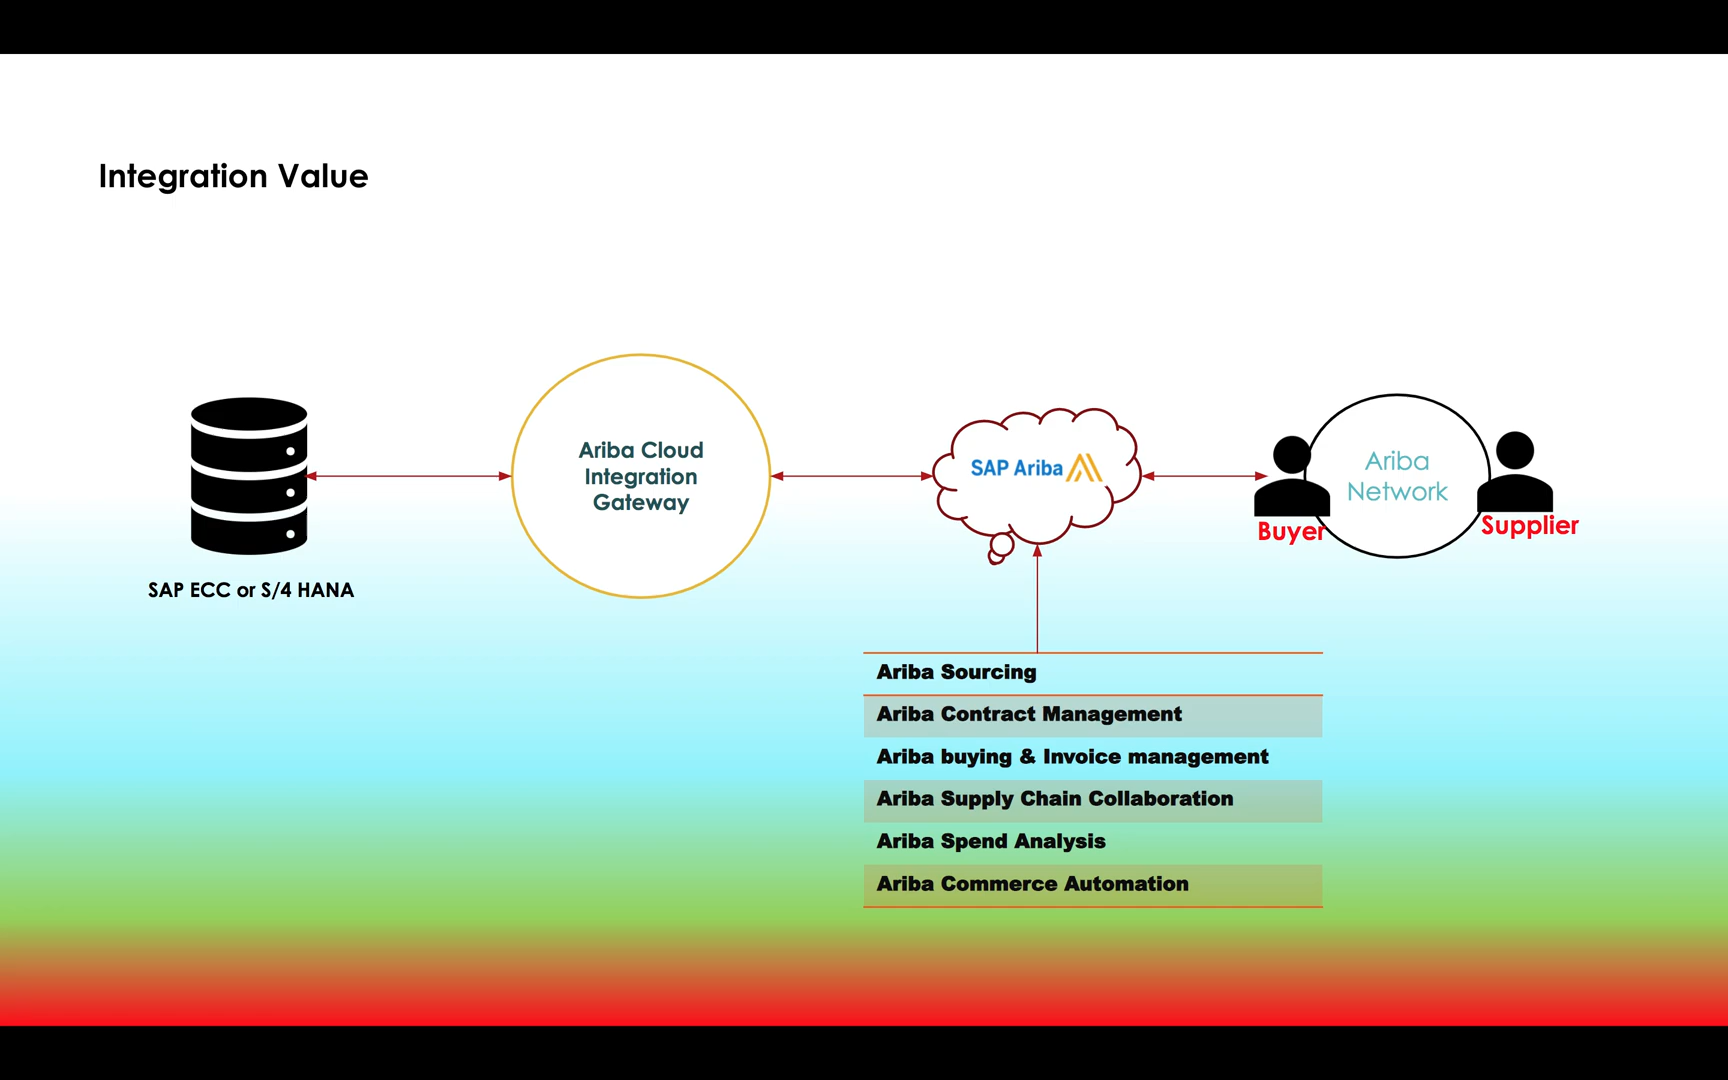 Integration Value
Ariba Cloud
Integration
Gateway
SAP ECC or S/4 HANA
SAP Ariba
Ariba
Network
Buyer
Supplier
Ariba Sourcing
Ariba Contract Management
Ariba buying & Invoice management
Ariba Supply Chain Collaboration
Ariba Spend Analysis
Ariba Commerce Automation